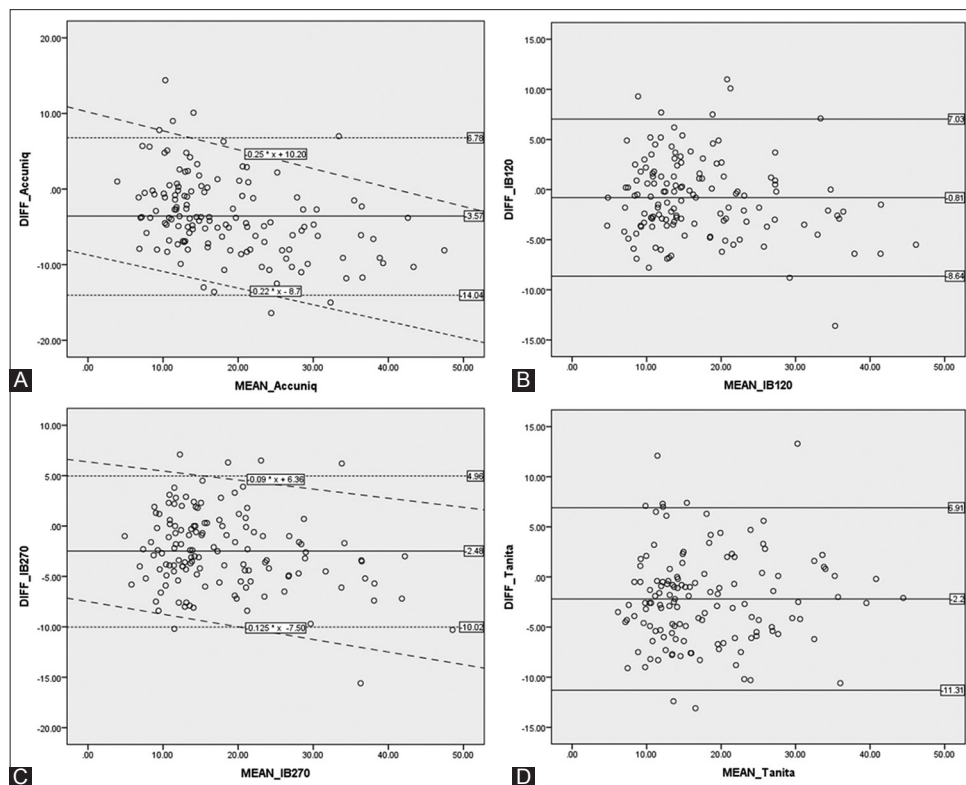 20.00
10.00
.00
-10.00
-20.00
DIFF_Accuniq
6.78
-0.25 * x + 10.20
-3.57
-0.22 * x - 8.7
-14.04
.00 10.00 20.00 30.00 40.00 50.00
MEAN_Accuniq
A
15.00
10.00
5.00
.00
-5.00
-10.00
-15.00
DIFF_IB120
7.03
-0.81
-8.64
.00 10.00 20.00 30.00 40.00 50.00
MEAN_IB120
B
10.00
5.00
.00
-5.00
-10.00
-15.00
-20.00
DIFF_IB270
4.96
-0.09 * x + 6.36
-2.48
-0.125 * x -7.50
-10.02
.00 10.00 20.00 30.00 40.00 50.00
MEAN_IB270
C
15.00
10.00
5.00
.00
-5.00
-10.00
-15.00
DIFF_Tanita
6.91
-2.2
-11.31
.00 10.00 20.00 30.00 40.00 50.00
MEAN_Tanita
D